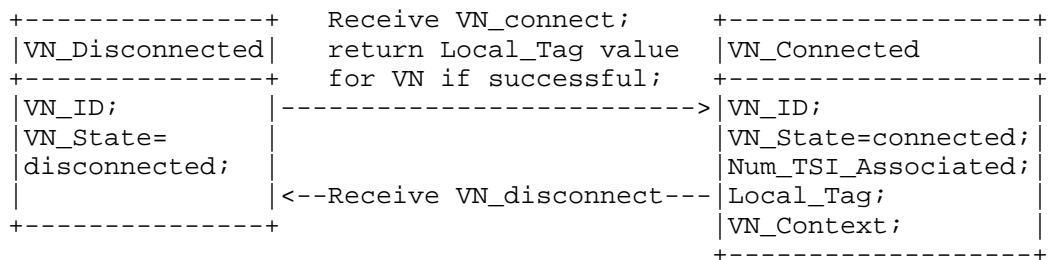 +---------------+   Receive VN_connect;   +-------------------+
|VN_Disconnected|   return Local_Tag value|VN_Connected       |
+---------------+   for VN if successful; +-------------------+
|VN_ID;         |-------------------------->|VN_ID;             |
|VN_State=      |                         |VN_State=connected;|
|disconnected;  |                         |Num_TSI_Associated;|
|               |<--Receive VN_disconnect---|Local_Tag;         |
+---------------+                         |VN_Context;        |
                                          +-------------------+